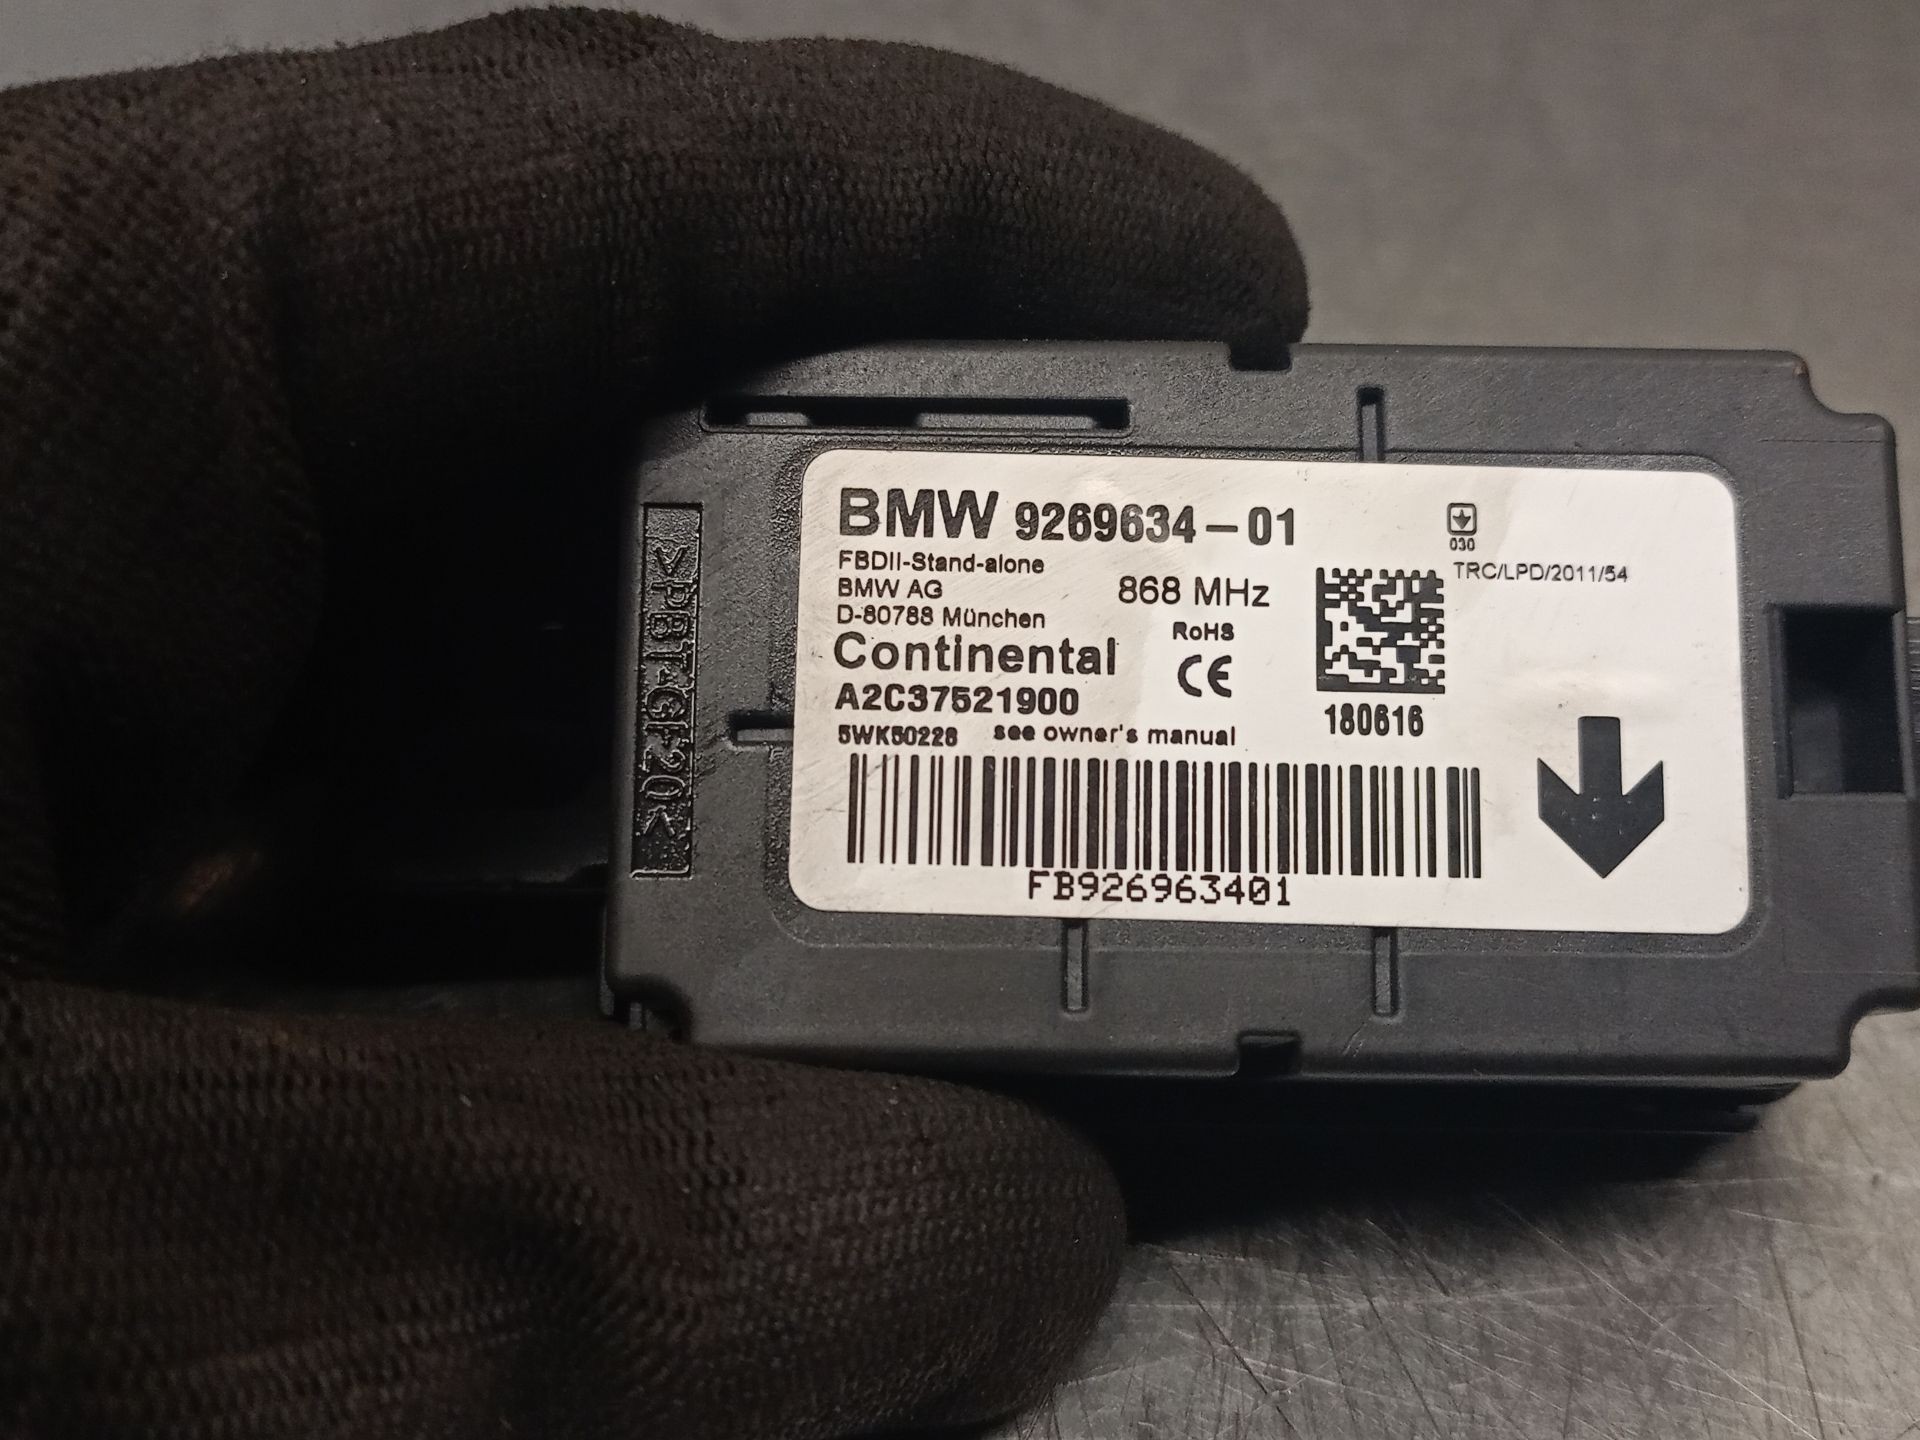 BMW 9269634-01
FBDII-Stand-alone
BMW AG
868 MHz
D-80788 München
RoHS
Continental
CE
A2C37521900
5WK50228
see owner's manual
030
TRC/LPD/2011/54
180616
FB926963401
>PBT-GF20<